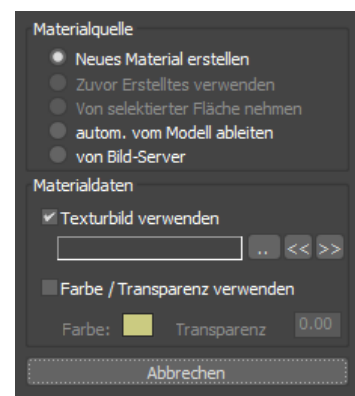 Materialquelle
Neues Material erstellen
Zuvor Erstelltes verwenden
Von selektierter Fläche nehmen
autom. vom Modell ableiten
von Bild-Server
Materialdaten
Texturbild verwenden
.. << >>
Farbe / Transparenz verwenden
Farbe: Transparenz 0.00
Abbrechen